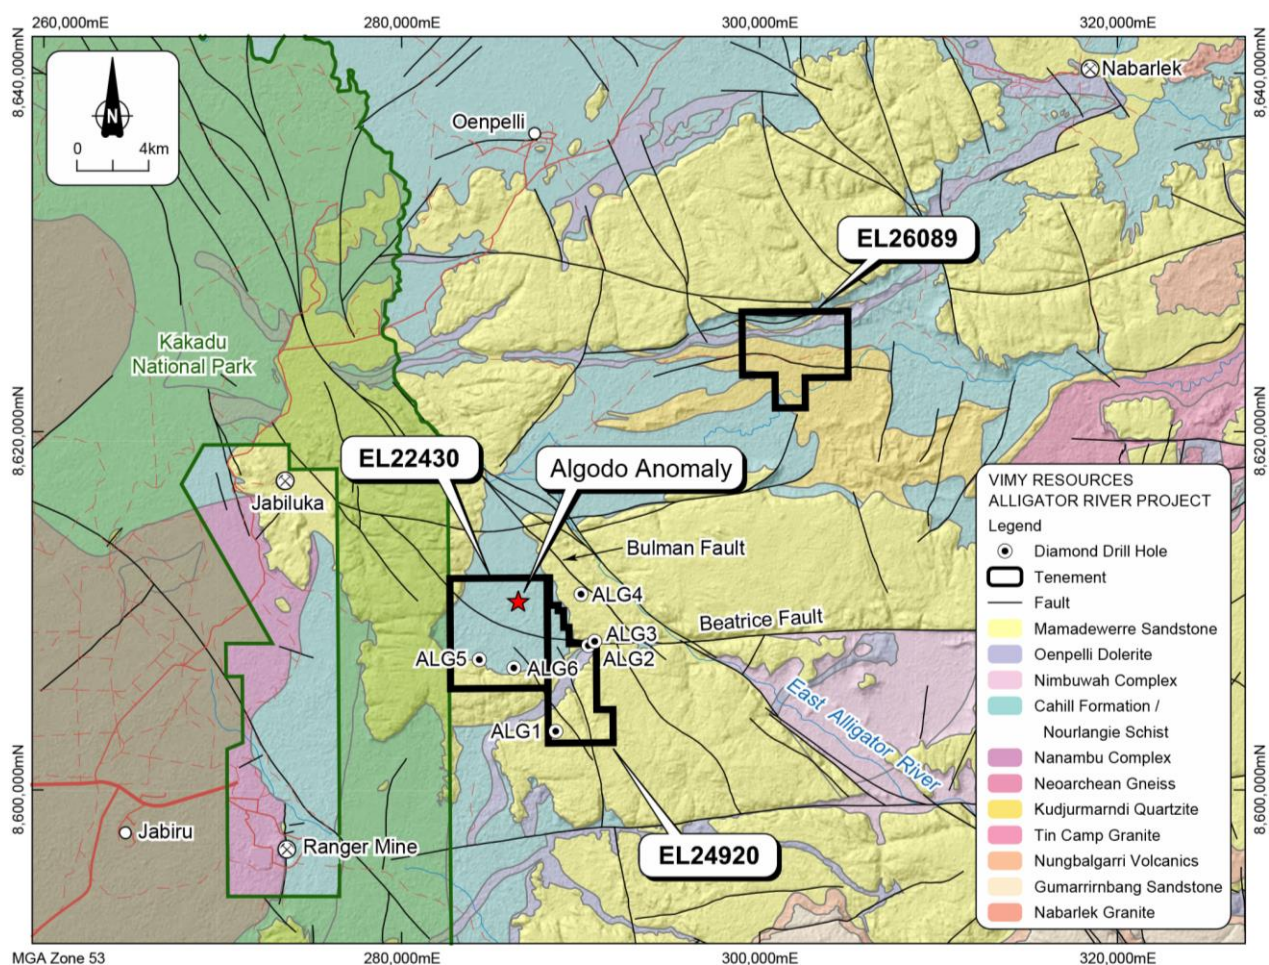 260,000mE
280,000mE
300,000mE
320,000mE
8,640,000mN
8,640,000mN
N
0 4km
Nabarlek
Oenpelli
EL26089
Kakadu
National Park
8,620,000mN
8,620,000mN
EL22430
Algodo Anomaly
Jabiluka
Bulman Fault
ALG4
Beatrice Fault
ALG3
ALG2
ALG5
ALG6
East Alligator
River
ALG1
8,600,000mN
8,600,000mN
Jabiru
Ranger Mine
EL24920
VIMY RESOURCES
ALLIGATOR RIVER PROJECT
Legend
Diamond Drill Hole
Tenement
Fault
Mamadewerre Sandstone
Oenpelli Dolerite
Nimbuwah Complex
Cahill Formation /
Nourlangie Schist
Nanambu Complex
Neoarchean Gneiss
Kudjurmarndi Quartzite
Tin Camp Granite
Nungbalgarri Volcanics
Gumarrirnbang Sandstone
Nabarlek Granite
MGA Zone 53
280,000mE
300,000mE
320,000mE